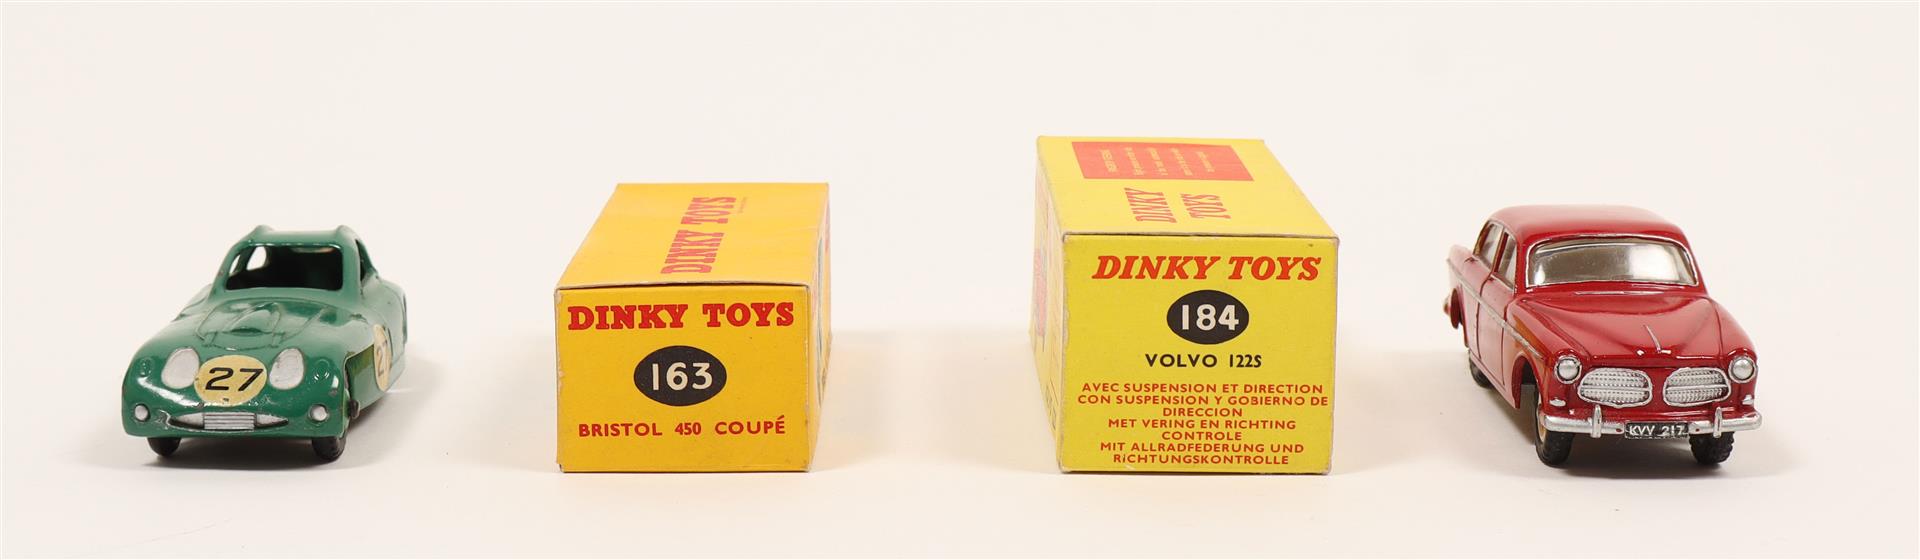 27
27
DINKY TOYS
DINKY TOYS
163
BRISTOL 450 COUPÉ
DINKY
TOYS
DINKY TOYS
184
VOLVO 122S
AVEC SUSPENSION ET DIRECTION
CON SUSPENSION Y GOBIERNO DE
DIRECCION
MET VERING EN RICHTING
CONTROLE
MIT ALLRADFEDERUNG UND
RICHTUNGSKONTROLLE
KVV 217